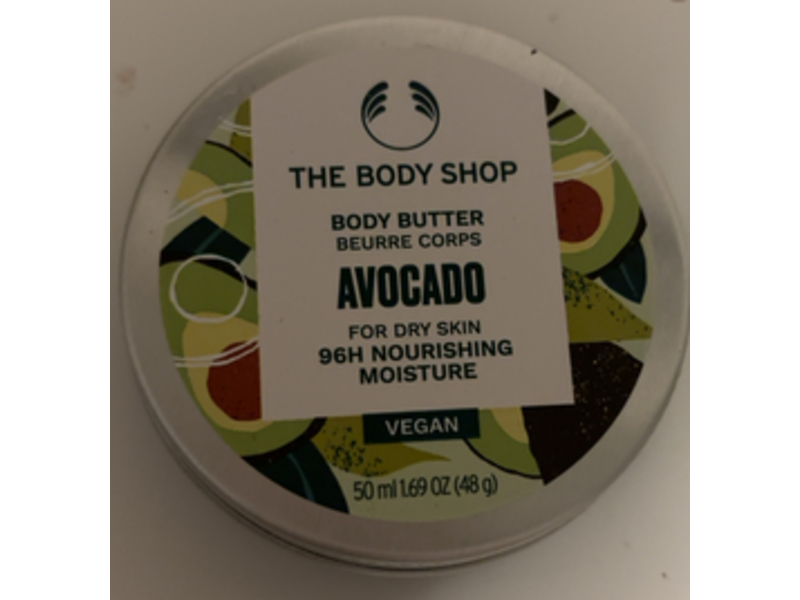 THE BODY SHOP
BODY BUTTER
BEURRE CORPS
AVOCADO
FOR DRY SKIN
96H NOURISHING
MOISTURE
VEGAN
50 ml 1.69 OZ (48 g)